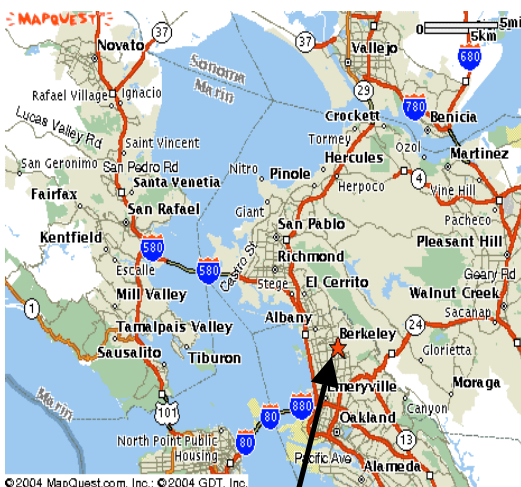 MAPQUEST
37
37
0 5mi
5km
Novato
Vallejo
680
Sonoma
Marin
Rafael Village
Ignacio
29
780
Benicia
Lucas Valley Rd
Crockett
Saint Vincent
Tormey
Ozol
Martinez
San Geronimo
San Pedro Rd
Nitro
Hercules
Santa Venetia
Pinole
Herpoco
4
Vine Hill
Fairfax
Giant
San Rafael
Pacheco
Kentfield
580
San Pablo
Pleasant Hill
Escalle
580
Castro St
Richmond
Geary Rd
Stege
El Cerrito
Walnut Creek
1
Mill Valley
Albany
24
Sacanap
Tamalpais Valley
Berkeley
Sausalito
Tiburon
Glorietta
Emeryville
Moraga
Marin
101
80
880
Canyon
North Point Public
Housing
80
Oakland
13
Pacific Ave
Alameda
©2004 MapQuest.com, Inc.; ©2004 GDT, Inc.